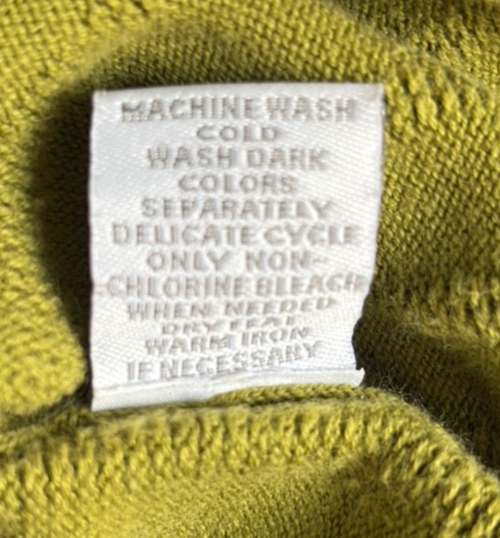 MACHINE WASH
COLD
WASH DARK
COLORS
SEPARATELY
DELICATE CYCLE
ONLY NON-
CHLORINE BLEACH
WHEN NEEDED
DRY FLAT
WARM IRON
IF NECESSARY